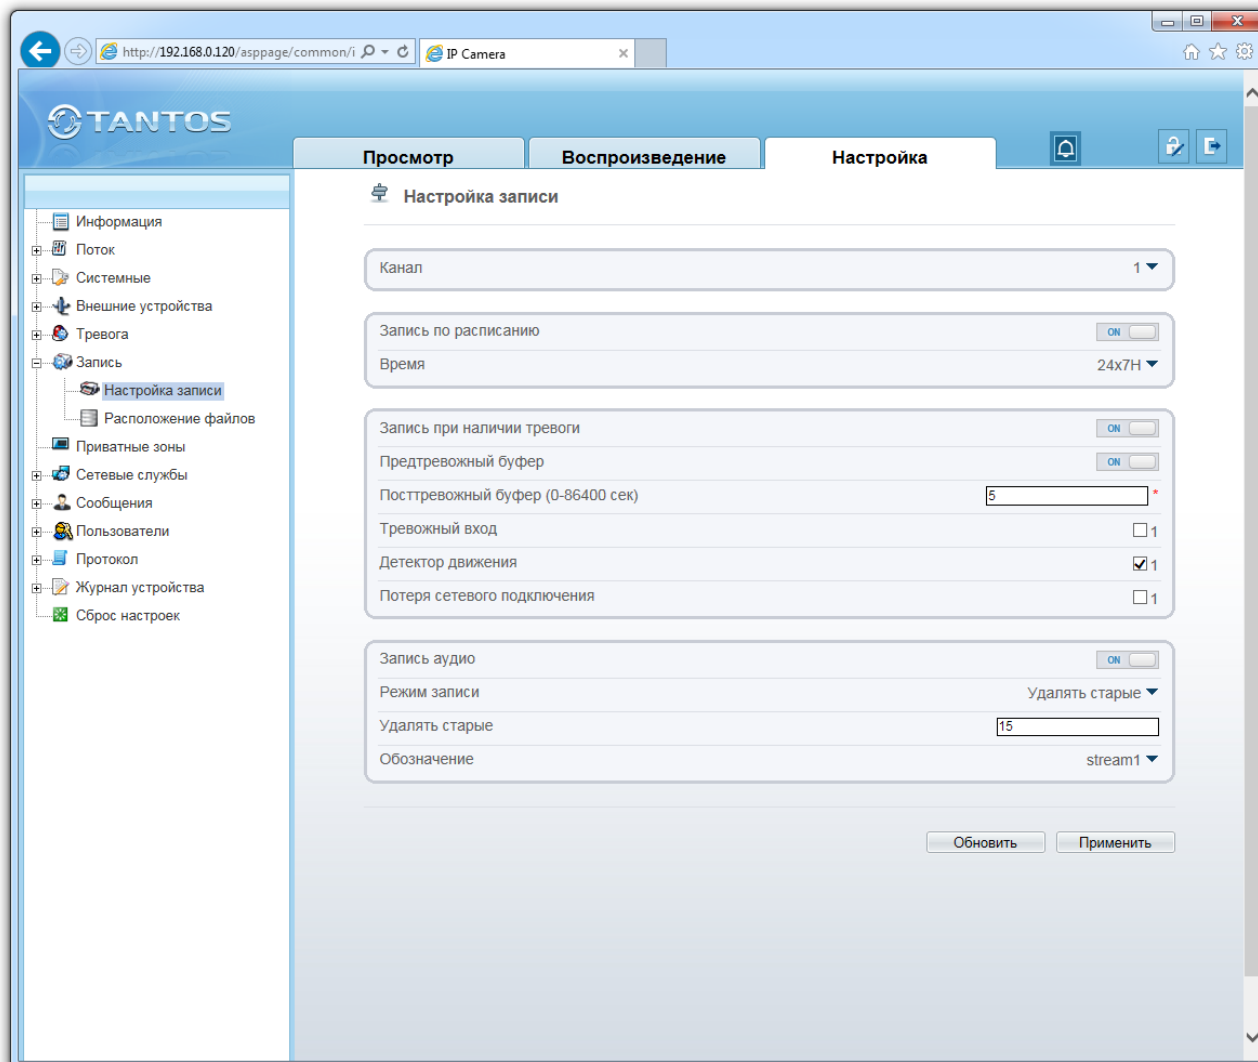 http://192.168.0.120/asppage/common/i
IP Camera
TANTOS
Просмотр
Воспроизведение
Настройка
Информация
Поток
Системные
Внешние устройства
Тревога
Запись
Настройка записи
Расположение файлов
Приватные зоны
Сетевые службы
Сообщения
Пользователи
Протокол
Журнал устройства
Сброс настроек
Настройка записи
Канал 1
Запись по расписанию ON
Время 24x7H
Запись при наличии тревоги ON
Предтревожный буфер ON
Посттревожный буфер (0-86400 сек) 5 *
Тревожный вход 1
Детектор движения 1
Потеря сетевого подключения 1
Запись аудио ON
Режим записи Удалять старые
Удалять старые 15
Обозначение stream1
Обновить Применить